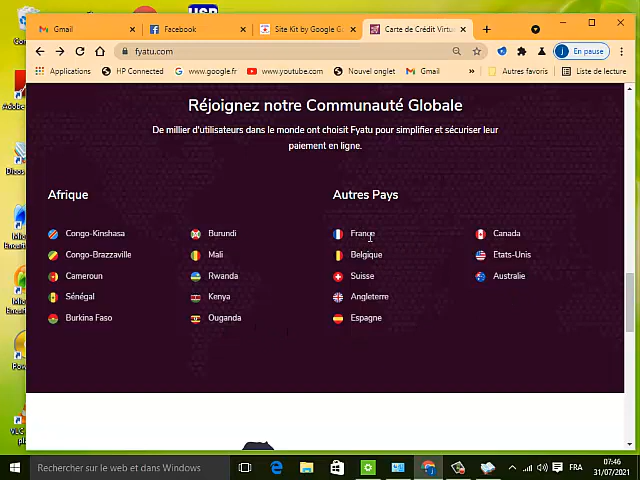 Gmail
Facebook
Site Kit by Google
Carte de Crédit Virtu
fyatu.com
j
En pause
Applications
HP Connected
www.google.fr
www.youtube.com
Nouvel onglet
Gmail
»
Autres favoris
Liste de lecture
Réjoignez notre Communauté Globale
De millier d'utilisateurs dans le monde ont choisit Fyatu pour simplifier et sécuriser leur
paiement en ligne.
Afrique
Congo-Kinshasa
Congo-Brazzaville
Cameroun
Sénégal
Burkina Faso
Burundi
Mali
Rwanda
Kenya
Ouganda
Autres Pays
France
Belgique
Suisse
Angleterre
Espagne
Canada
Etats-Unis
Australie
Rechercher sur le web et dans Windows
FRA
07:46
31/07/2021